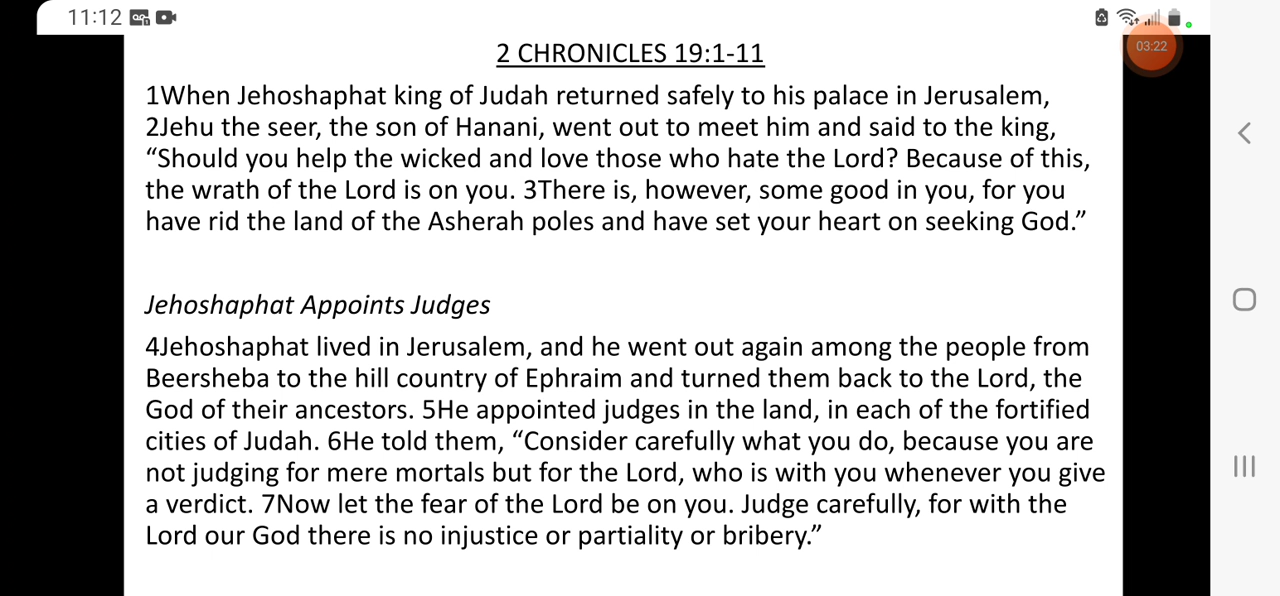 11:12
03:22
2 CHRONICLES 19:1-11
1When Jehoshaphat king of Judah returned safely to his palace in Jerusalem,
2Jehu the seer, the son of Hanani, went out to meet him and said to the king,
“Should you help the wicked and love those who hate the Lord? Because of this,
the wrath of the Lord is on you. 3There is, however, some good in you, for you
have rid the land of the Asherah poles and have set your heart on seeking God.”
Jehoshaphat Appoints Judges
4Jehoshaphat lived in Jerusalem, and he went out again among the people from
Beersheba to the hill country of Ephraim and turned them back to the Lord, the
God of their ancestors. 5He appointed judges in the land, in each of the fortified
cities of Judah. 6He told them, “Consider carefully what you do, because you are
not judging for mere mortals but for the Lord, who is with you whenever you give
a verdict. 7Now let the fear of the Lord be on you. Judge carefully, for with the
Lord our God there is no injustice or partiality or bribery.”